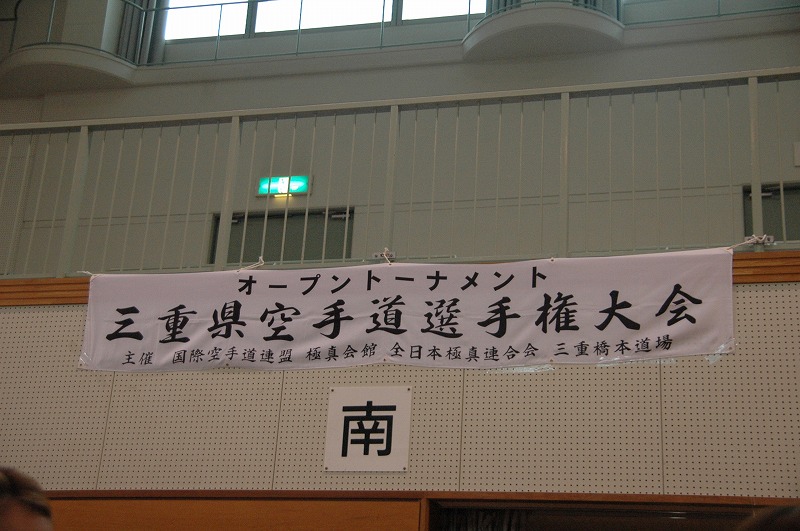 オープントーナメント
三重県空手道選手権大会
主催 国際空手道連盟 極真会館 全日本極真連合会 三重橋本道場
南